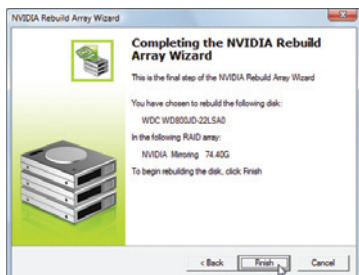 NVIDIA Rebuild Array Wizard
Completing the NVIDIA Rebuild
Array Wizard
This is the final step of the NVIDIA Rebuild Array Wizard
You have chosen to rebuild the following disk:
WDC WD800JD-22LSA0
In the following RAID array:
NVIDIA Mirroring 74.40G
To begin rebuilding the disk, click Finish
< Back
Finish
Cancel